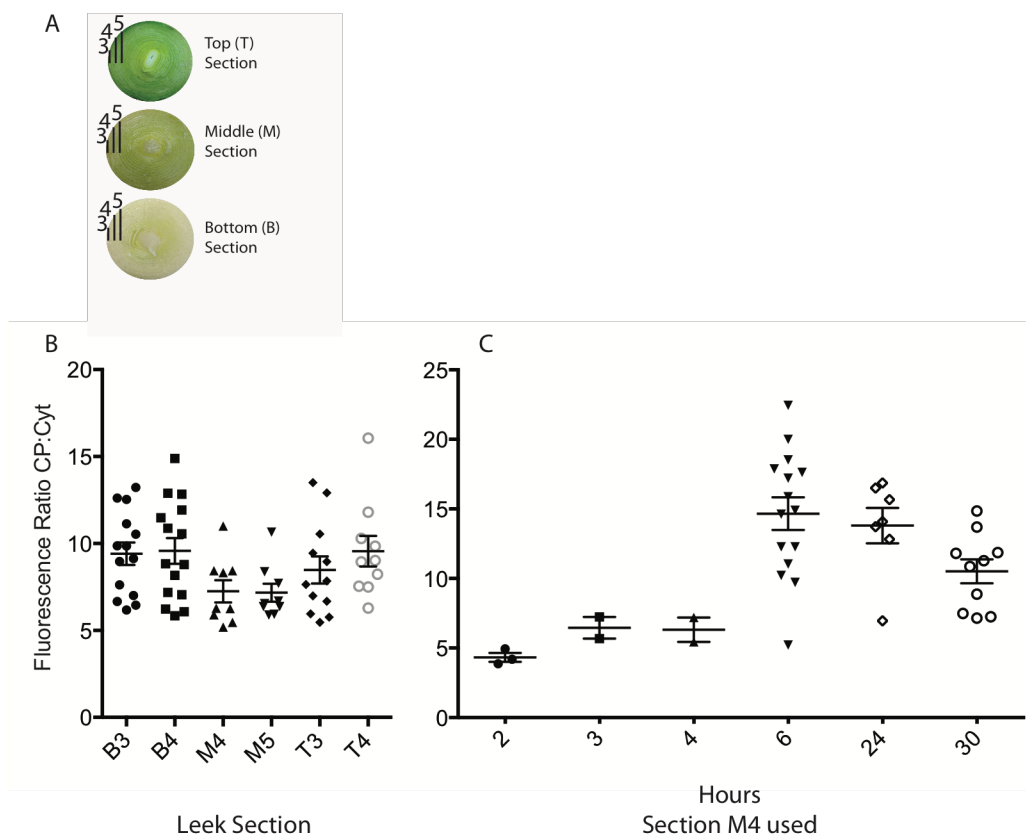 A
5
4
3
Top (T)
Section
5
4
3
Middle (M)
Section
5
4
3
Bottom (B)
Section
B
C
Fluorescence Ratio CP:Cyt
20
15
10
5
0
B3 B4 M4 M5 T3 T4
Leek Section
25
20
15
10
5
0
2 3 4 6 24 30
Hours
Section M4 used